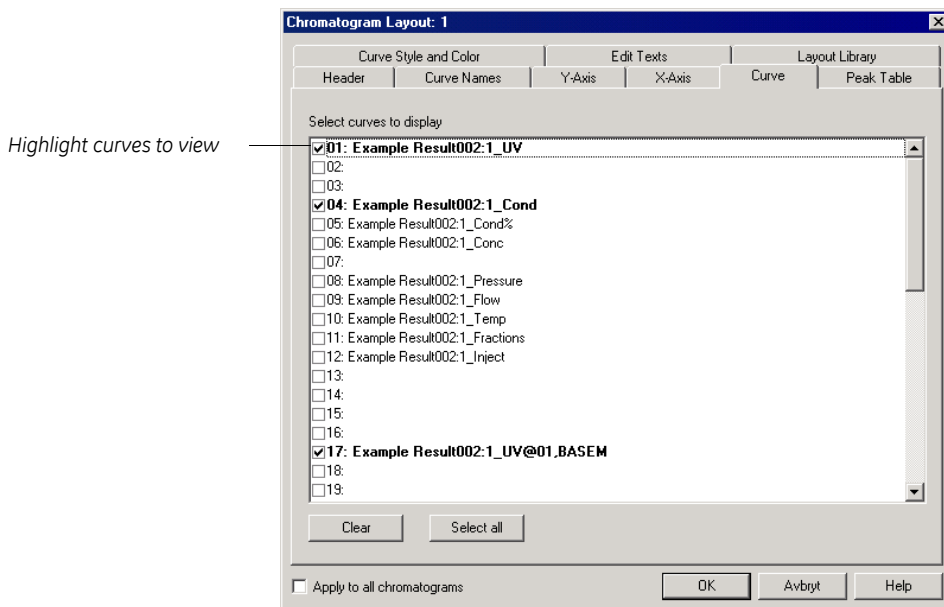 Chromatogram Layout: 1
Curve Style and Color Edit Texts Layout Library
Header Curve Names Y-Axis X-Axis Curve Peak Table
Select curves to display
Highlight curves to view
01: Example Result002:1_UV
02:
03:
04: Example Result002:1_Cond
05: Example Result002:1_Cond%
06: Example Result002:1_Conc
07:
08: Example Result002:1_Pressure
09: Example Result002:1_Flow
10: Example Result002:1_Temp
11: Example Result002:1_Fractions
12: Example Result002:1_Inject
13:
14:
15:
16:
17: Example Result002:1_UV@01,BASEM
18:
19:
Clear Select all
Apply to all chromatograms OK Avbryt Help